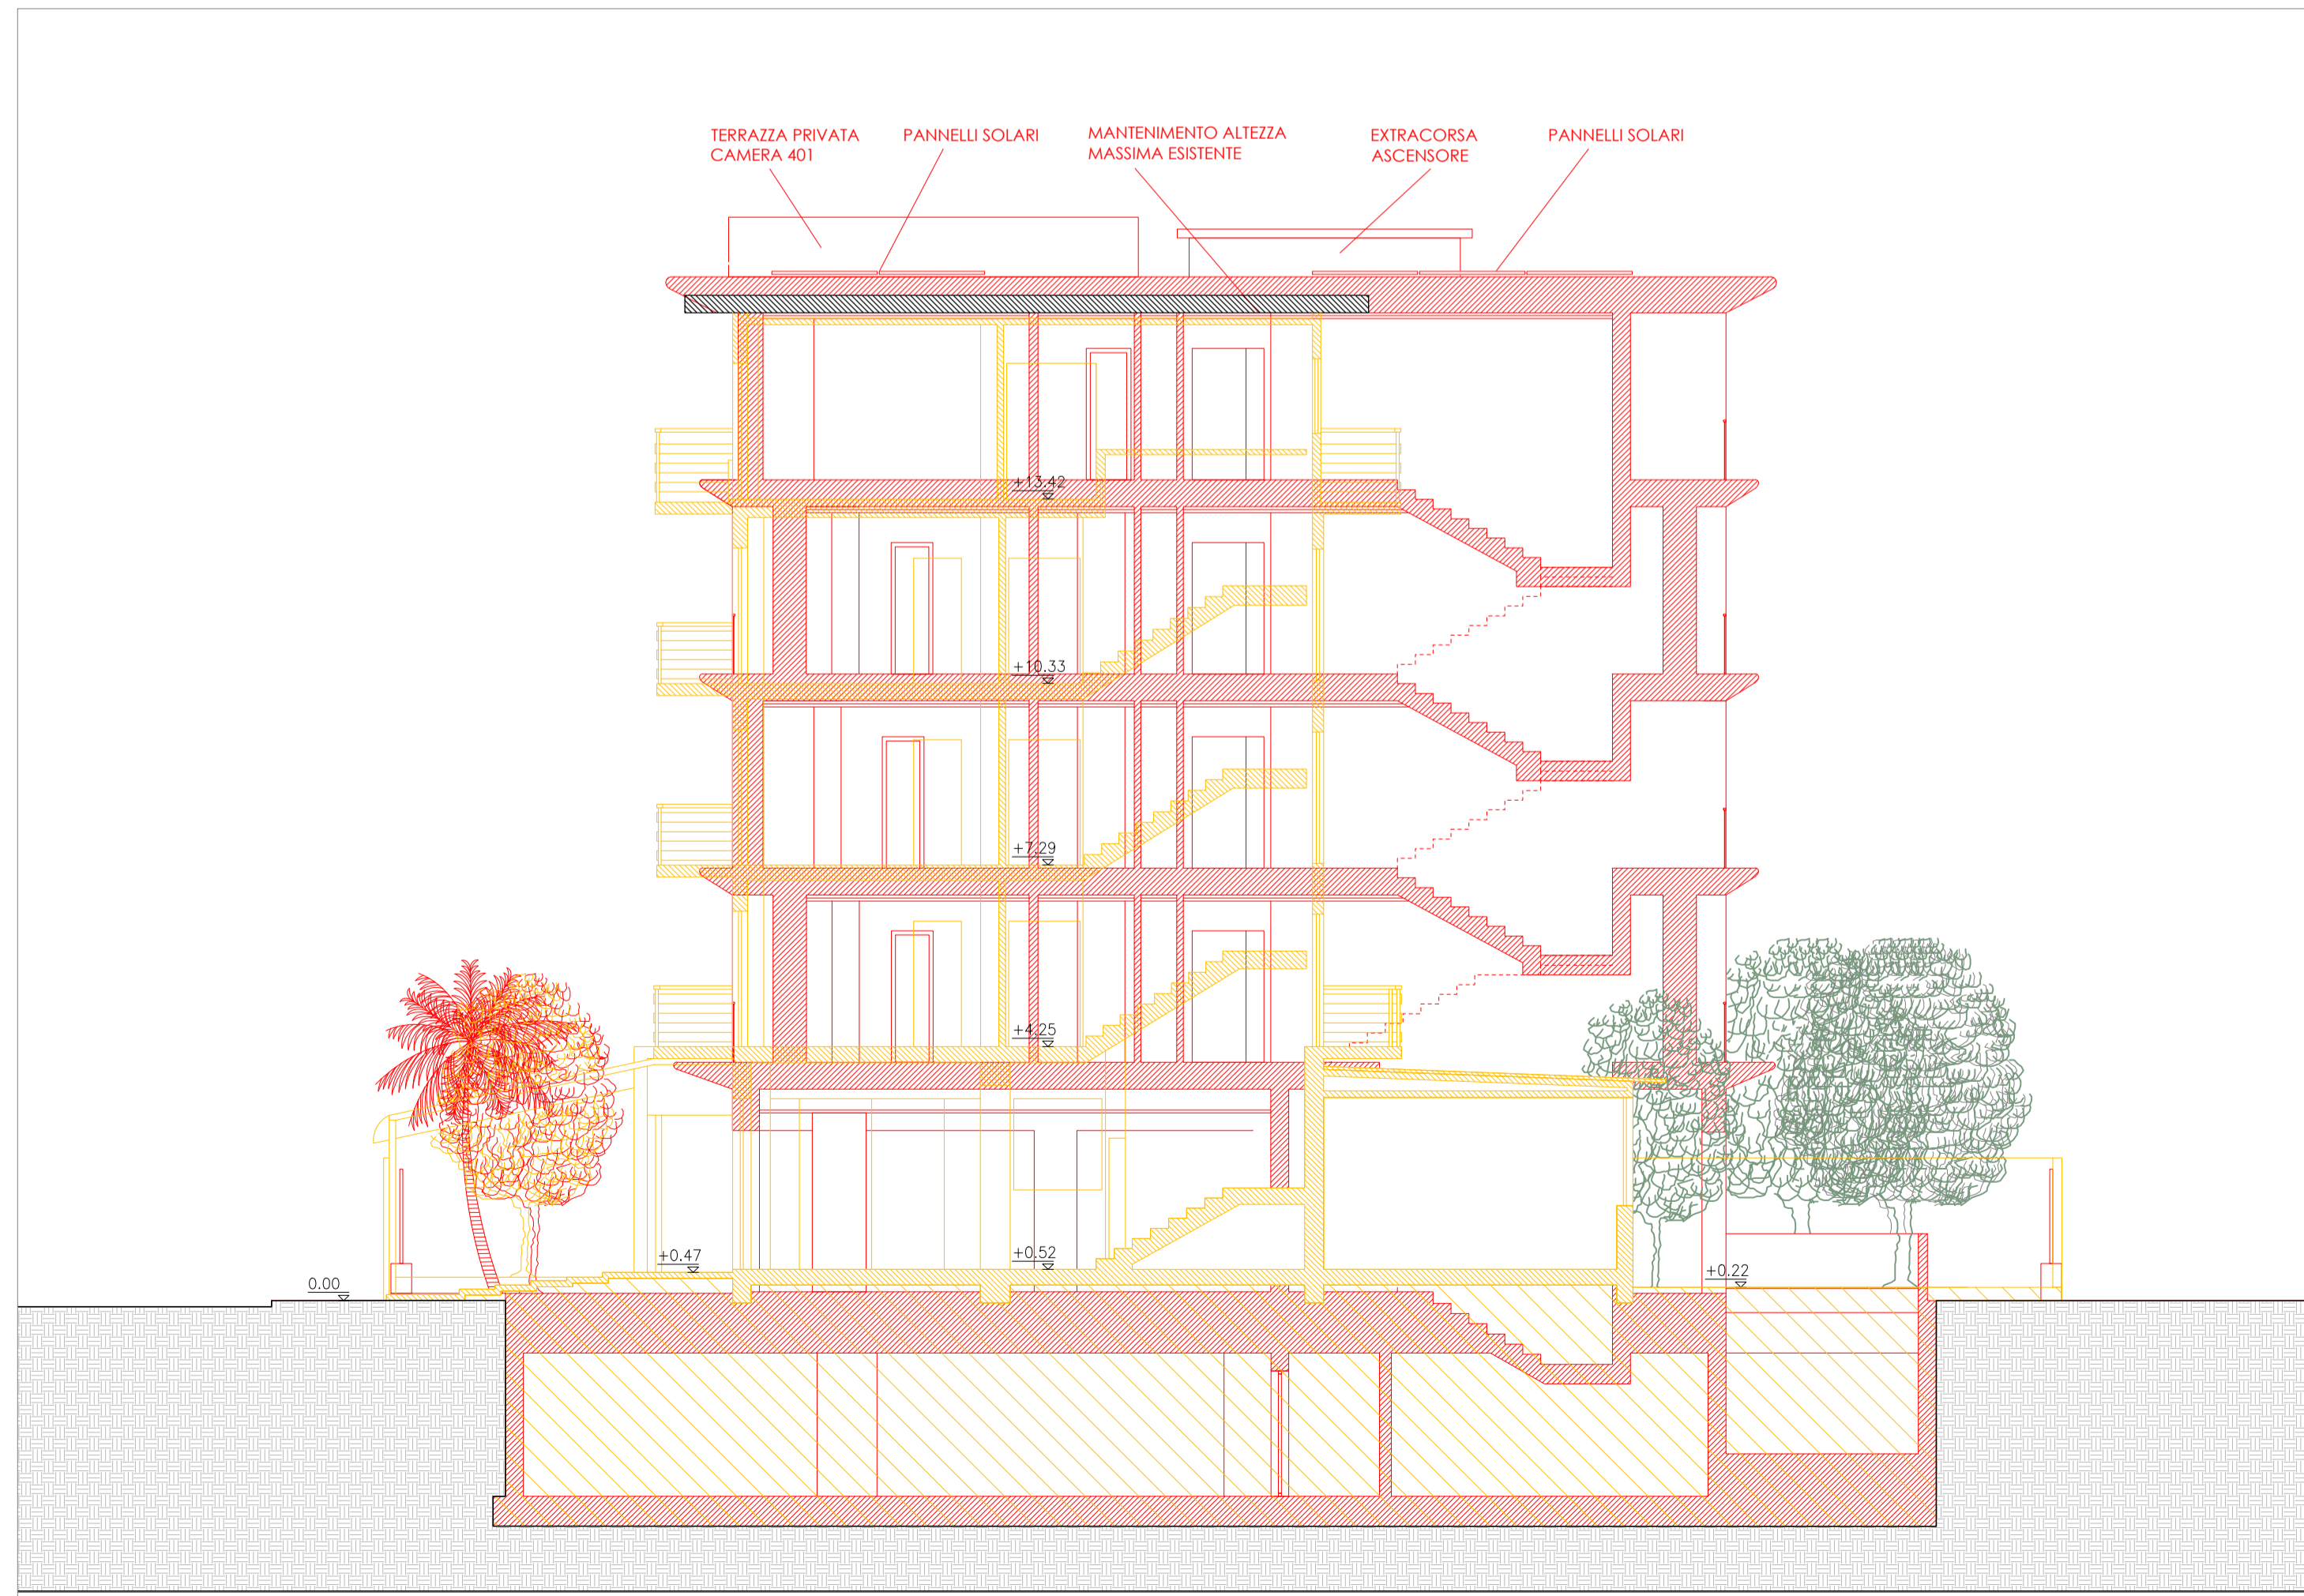 TERRAZZA PRIVATA
CAMERA 401
PANNELLI SOLARI
MANTENIMENTO ALTEZZA
MASSIMA ESISTENTE
EXTRACORSA
ASCENSORE
PANNELLI SOLARI
+13.42
+10.33
+7.29
+4.25
+0.47
+0.52
+0.22
0.00